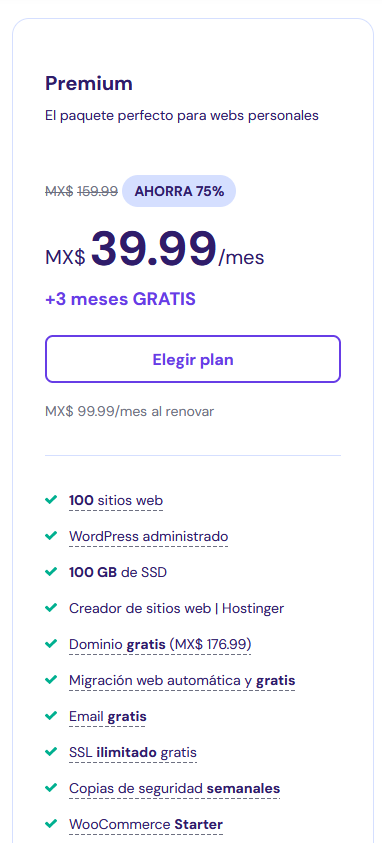 Premium
El paquete perfecto para webs personales
MX$ 159.99 AHORRA 75%
MX$ 39.99/mes
+3 meses GRATIS
Elegir plan
MX$ 99.99/mes al renovar
100 sitios web
WordPress administrado
100 GB de SSD
Creador de sitios web | Hostinger
Dominio gratis (MX$ 176.99)
Migración web automática y gratis
Email gratis
SSL ilimitado gratis
Copias de seguridad semanales
WooCommerce Starter